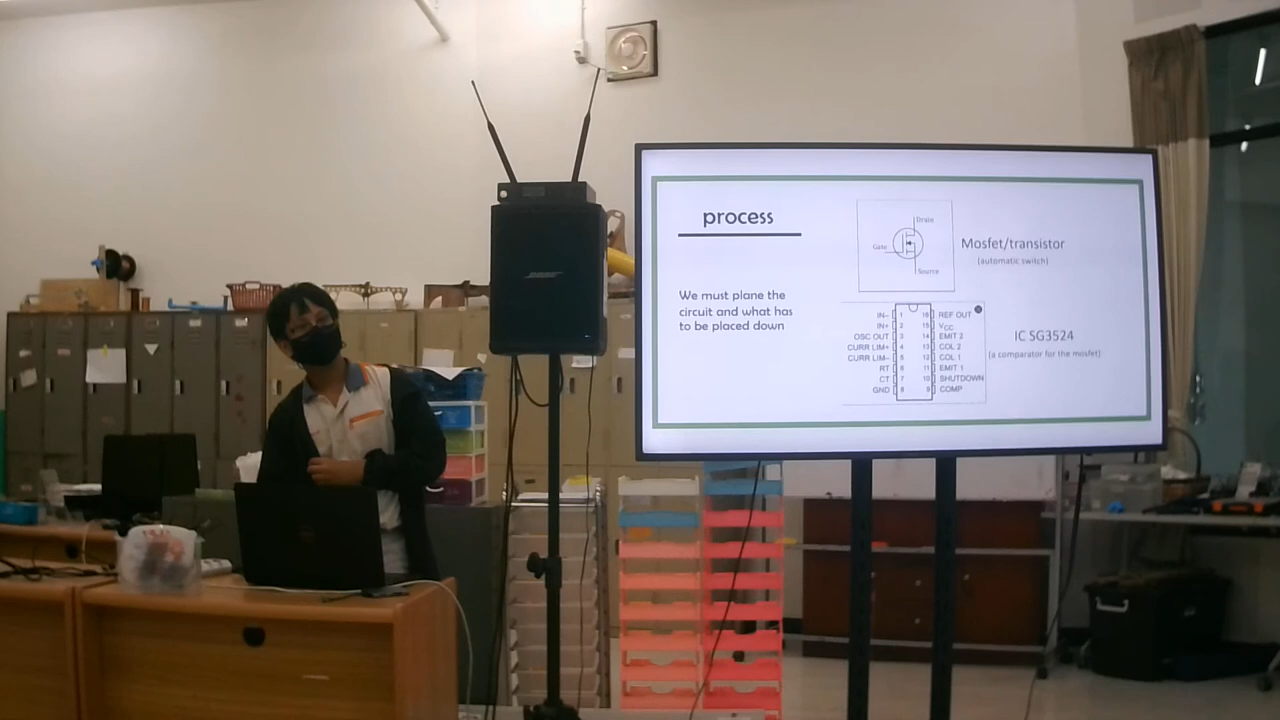 process
We must plane the
circuit and what has
to be placed down
Drain
Gate
Source
Mosfet/transistor
(automatic switch)
IN− 1 16 REF OUT
IN+ 2 15 VCC
OSC OUT 3 14 EMIT 2
CURR LIM+ 4 13 COL 2
CURR LIM− 5 12 COL 1
RT 6 11 EMIT 1
CT 7 10 SHUTDOWN
GND 8 9 COMP
IC SG3524
(a comparator for the mosfet)
BOSE